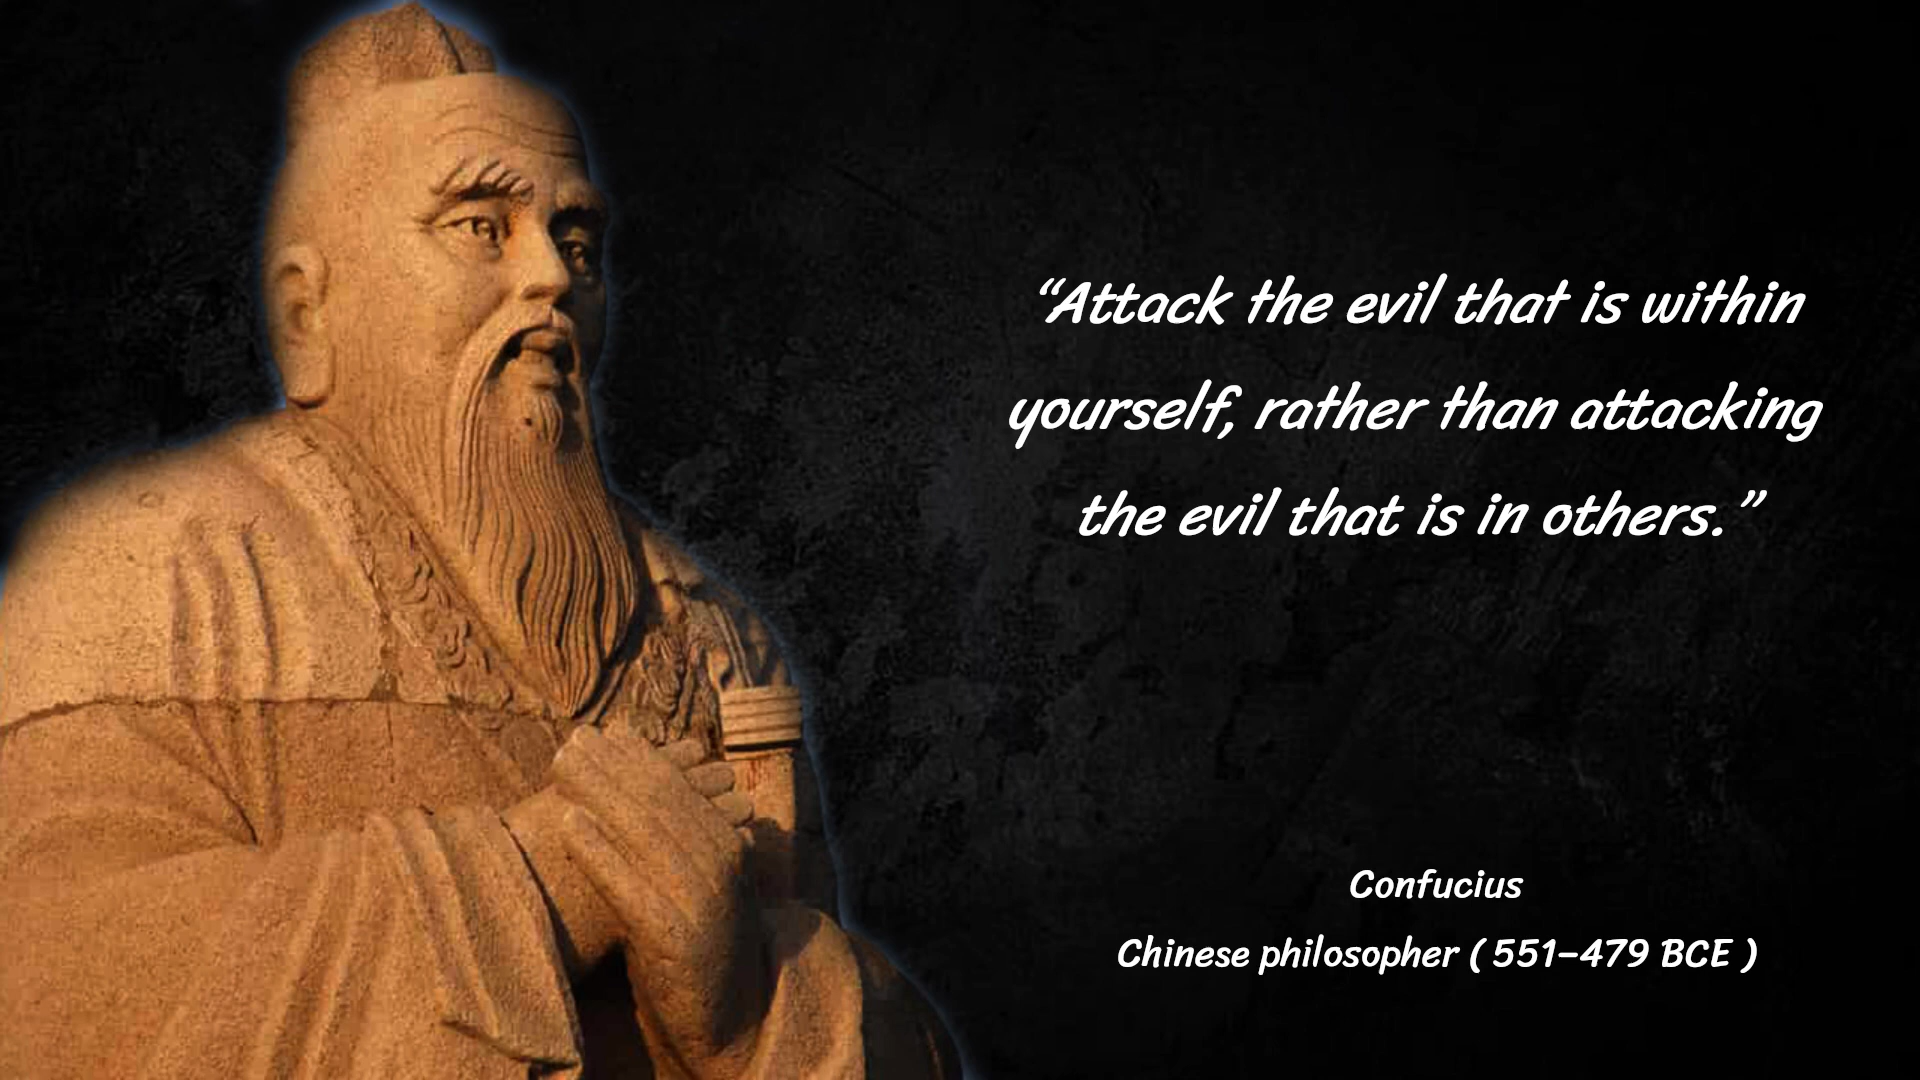 “Attack the evil that is within
yourself, rather than attacking
the evil that is in others.”
Confucius
Chinese philosopher ( 551–479 BCE )